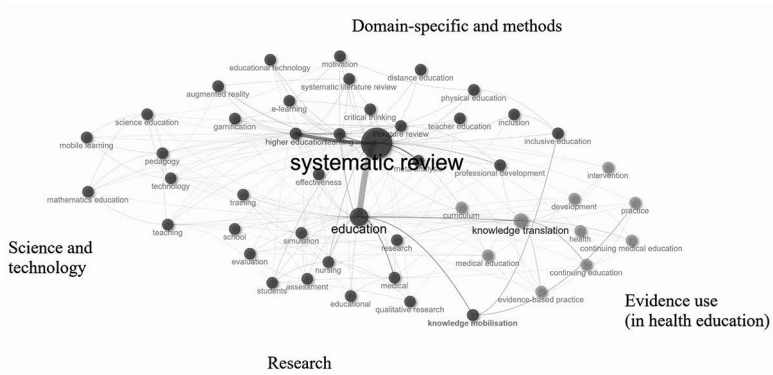 Domain-specific and methods
motivation
educational technology
distance education
systematic literature review
augmented reality
physical education
e-learning
critical thinking
science education
gamification
literature review
teacher education
inclusion
mobile learning
higher education
learning
inclusive education
pedagogy
systematic review
meta-analysis
professional development
intervention
technology
effectiveness
mathematics education
training
curriculum
development
practice
teaching
school
simulation
education
knowledge translation
health
research
continuing medical education
Science and
technology
evaluation
nursing
medical education
continuing education
students
assessment
medical
educational
qualitative research
evidence-based practice
knowledge mobilisation
Evidence use
(in health education)
Research